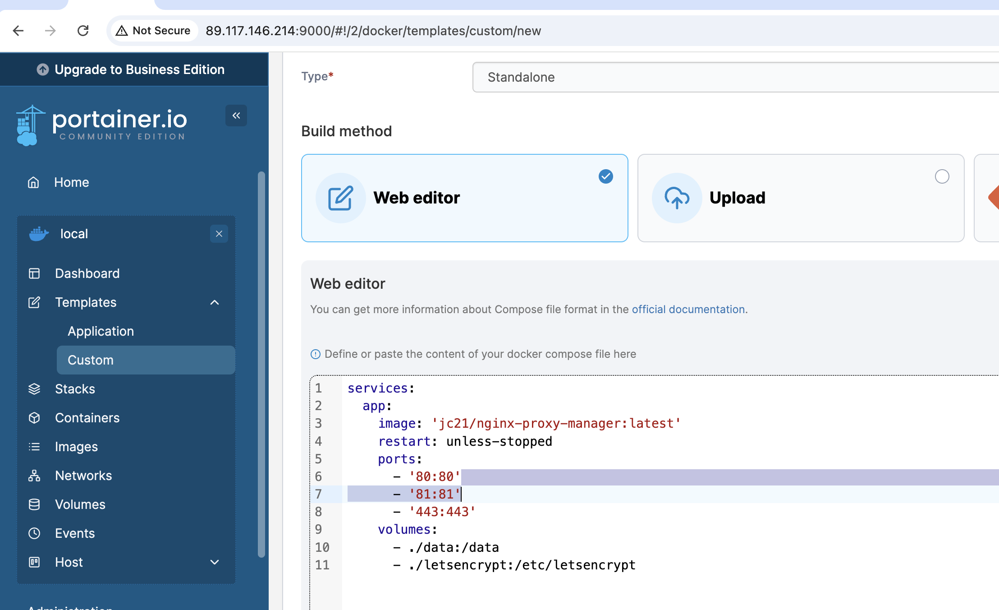 Not Secure
89.117.146.214:9000/#!/2/docker/templates/custom/new
Upgrade to Business Edition
portainer.io
COMMUNITY EDITION
Home
local
Dashboard
Templates
Application
Custom
Stacks
Containers
Images
Networks
Volumes
Events
Host
Administration
Type*
Standalone
Build method
Web editor
Upload
Web editor
You can get more information about Compose file format in the official documentation.
Define or paste the content of your docker compose file here
1 services:
2   app:
3     image: 'jc21/nginx-proxy-manager:latest'
4     restart: unless-stopped
5     ports:
6       - '80:80'
7       - '81:81'
8       - '443:443'
9     volumes:
10       - ./data:/data
11       - ./letsencrypt:/etc/letsencrypt